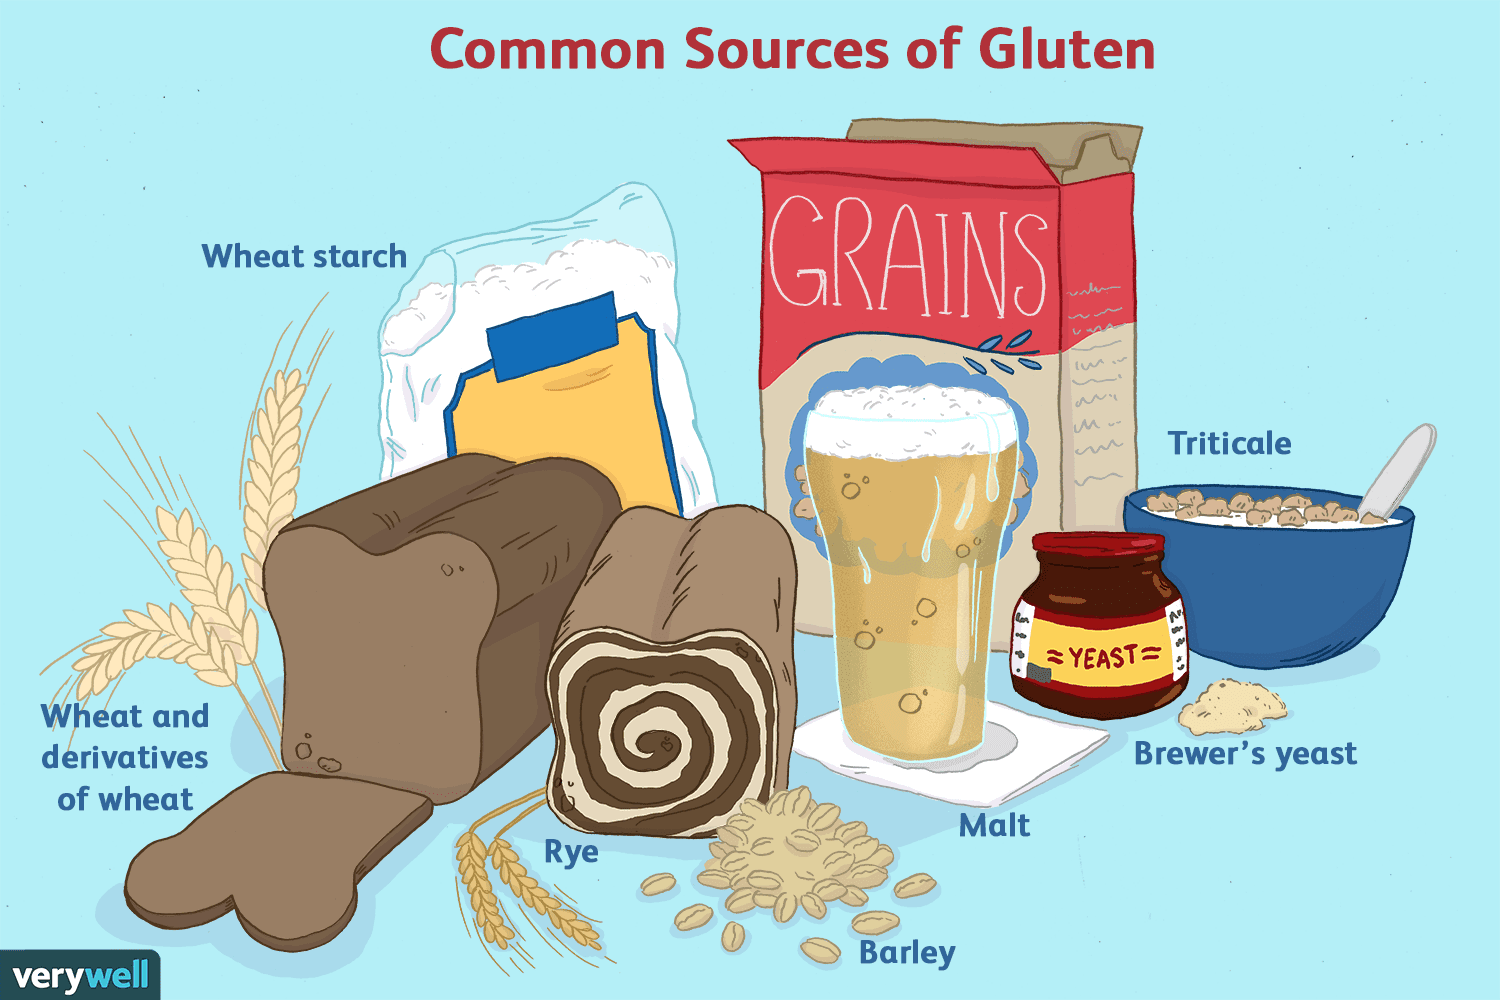 Common Sources of Gluten
GRAINS
Wheat starch
Triticale
≈YEAST≈
Wheat and
derivatives
of wheat
Brewer’s yeast
Malt
Rye
Barley
verywell